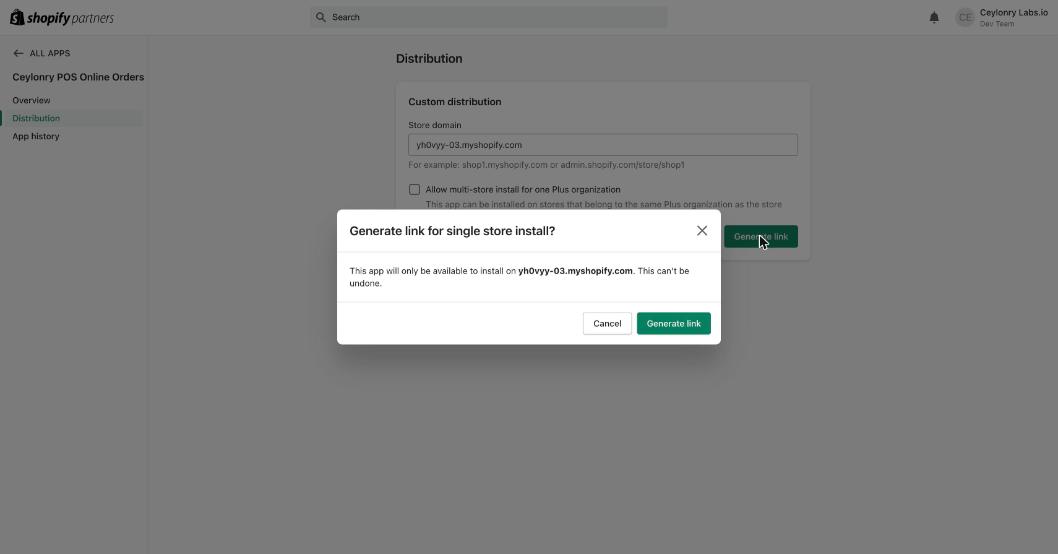 shopify partners
Search
CE
Ceylonry Labs.io
Dev Team
ALL APPS
Ceylonry POS Online Orders
Overview
Distribution
App history
Distribution
Custom distribution
Store domain
yh0vyy-03.myshopify.com
For example: shop1.myshopify.com or admin.shopify.com/store/shop1
Allow multi-store install for one Plus organization
This app can be installed on stores that belong to the same Plus organization as the store
Generate link
Generate link for single store install?
This app will only be available to install on yh0vyy-03.myshopify.com. This can't be
undone.
Cancel
Generate link